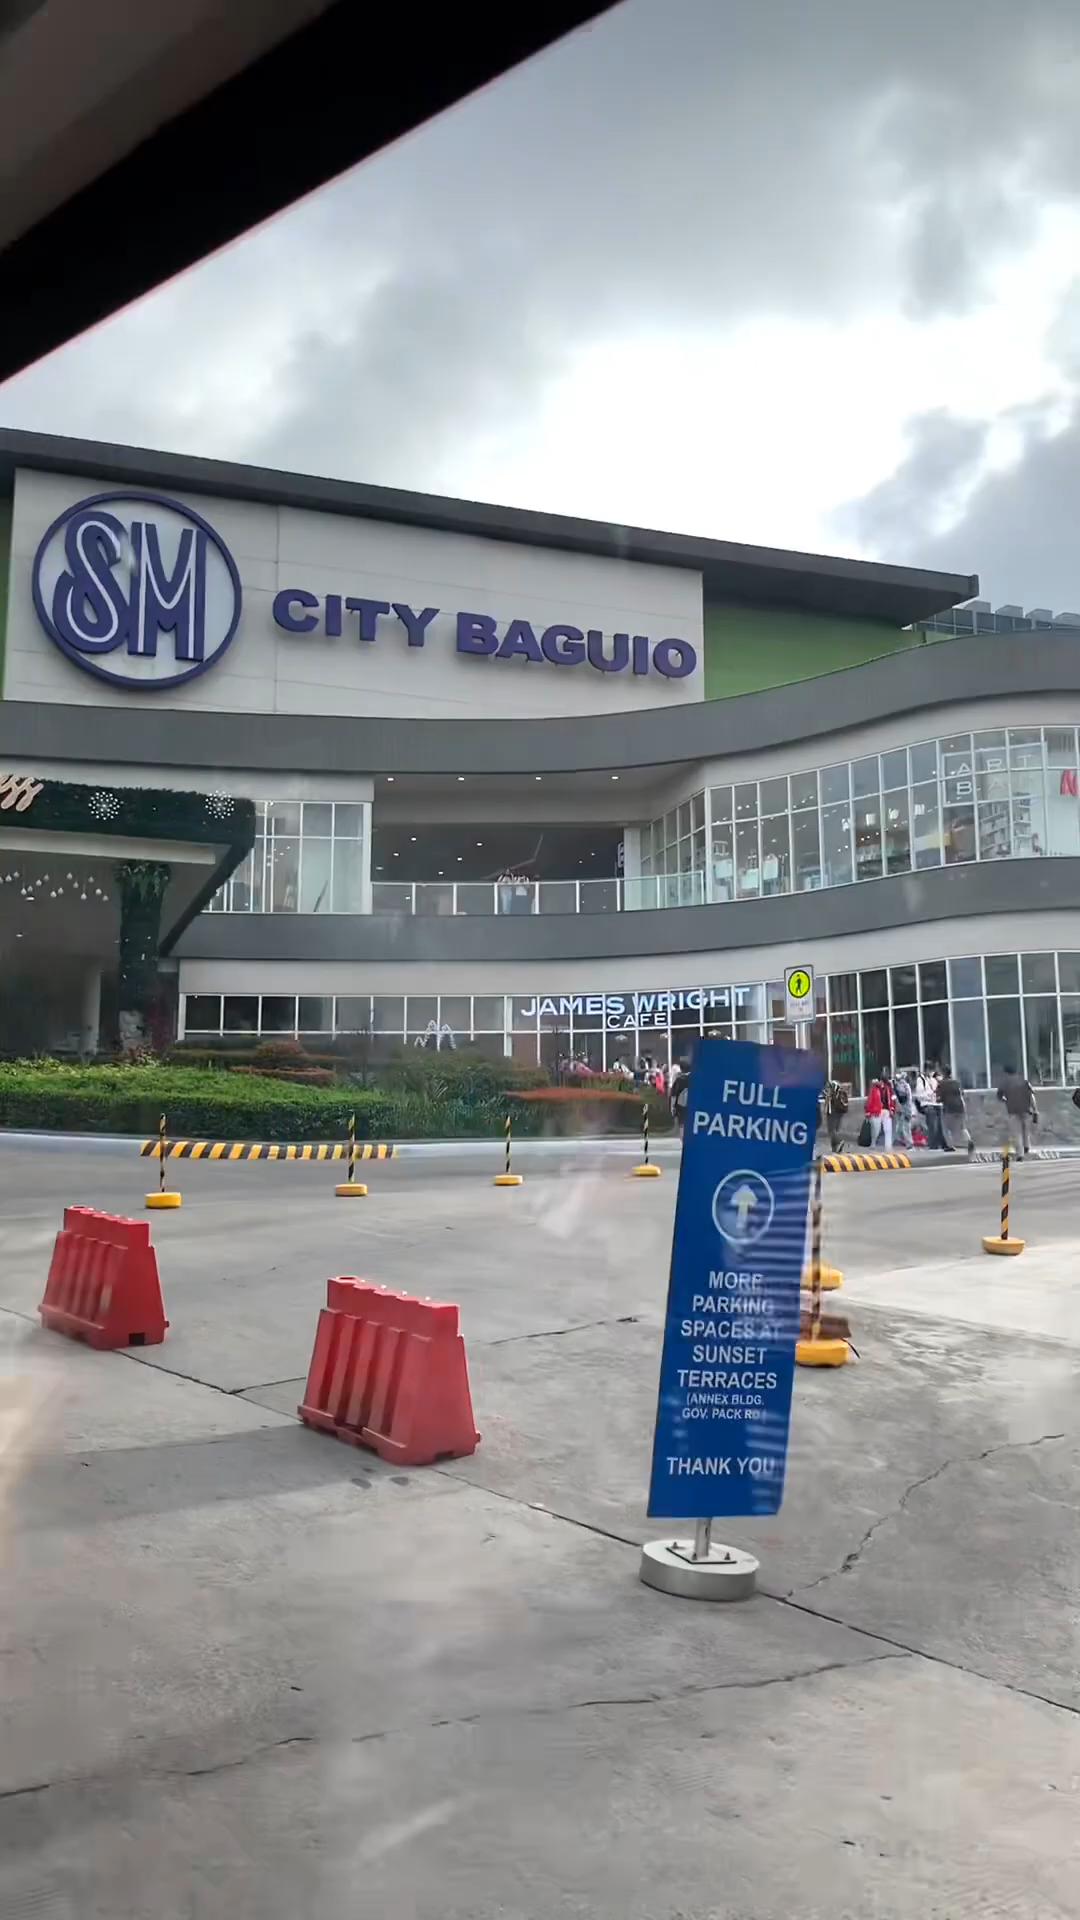 SM
CITY BAGUIO
ART
JAMES WRIGHT
CAFE
FULL
PARKING
MORE
PARKING
SPACES AT
SUNSET
TERRACES
(ANNEX BLDG.
GOV. PACK RD.)
THANK YOU